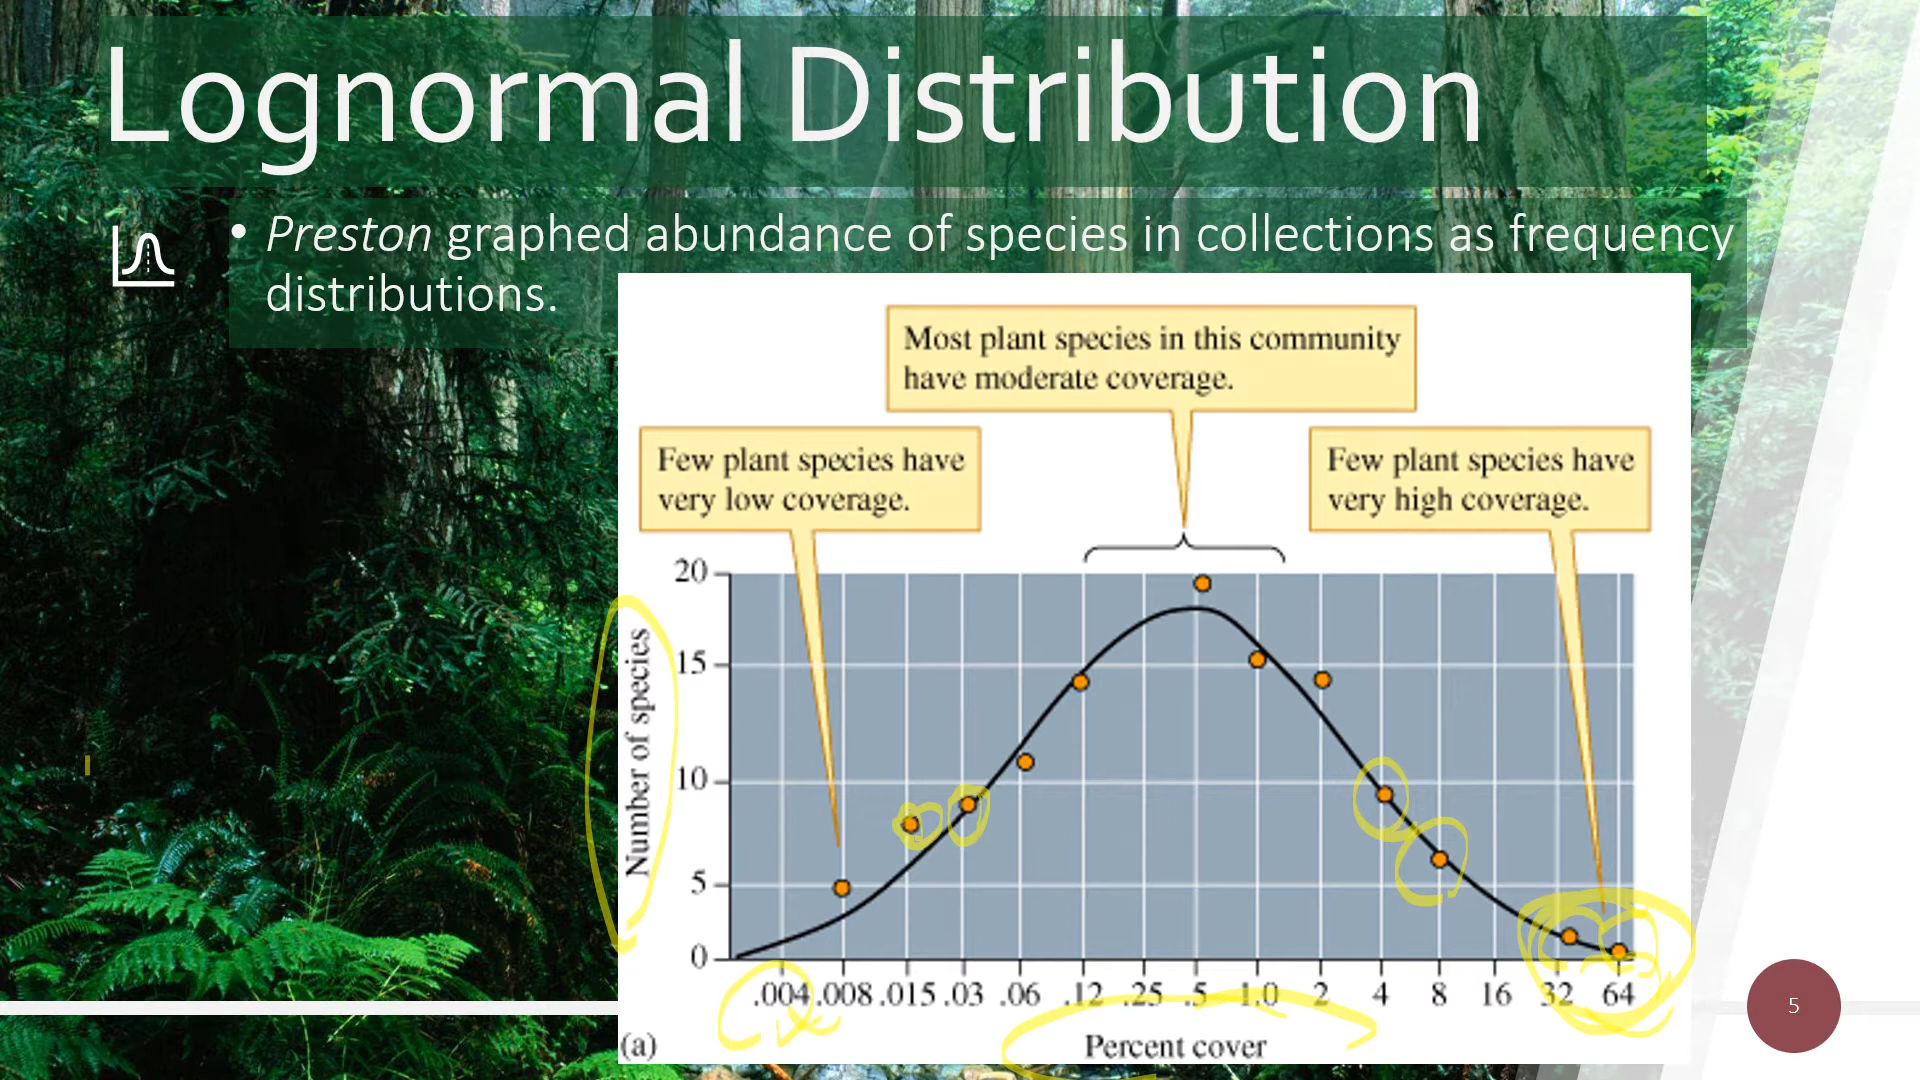 Lognormal Distribution
• Preston graphed abundance of species in collections as frequency
distributions.
Most plant species in this community
have moderate coverage.
Few plant species have
very low coverage.
Few plant species have
very high coverage.
20
15
10
5
0
Number of species
.004 .008 .015 .03 .06 .12 .25 .5 1.0 2 4 8 16 32 64
Percent cover
(a)
5